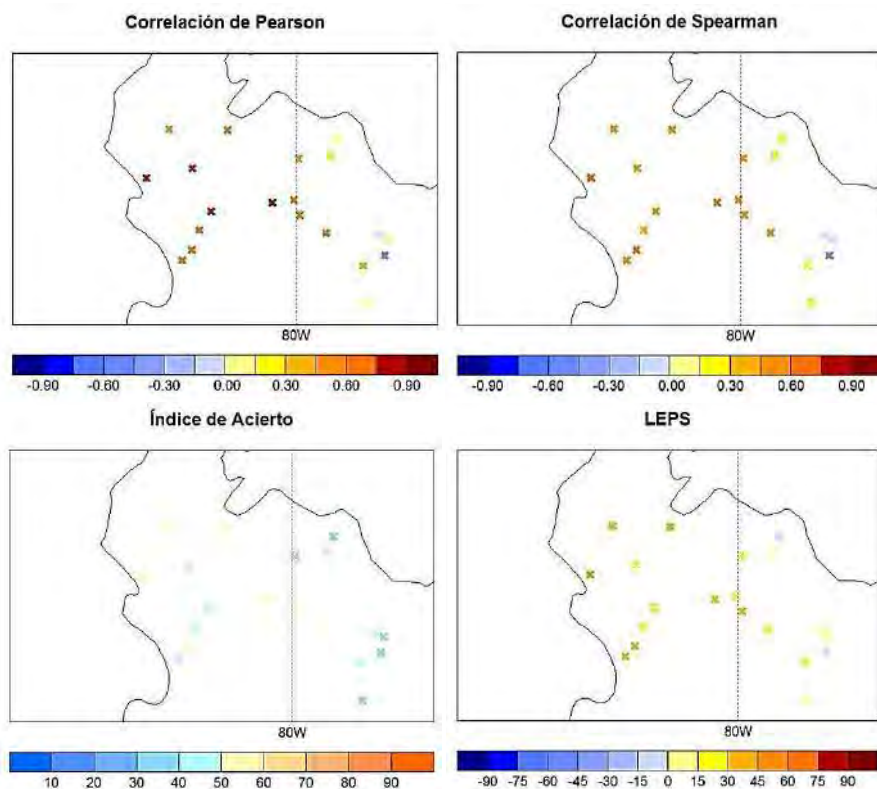 Correlación de Pearson
Correlación de Spearman
80W
80W
-0.90 -0.60 -0.30 0.00 0.30 0.60 0.90
-0.90 -0.60 -0.30 0.00 0.30 0.60 0.90
Índice de Acierto
LEPS
80W
80W
10 20 30 40 50 60 70 80 90
-90 -75 -60 -45 -30 -15 0 15 30 45 60 75 90